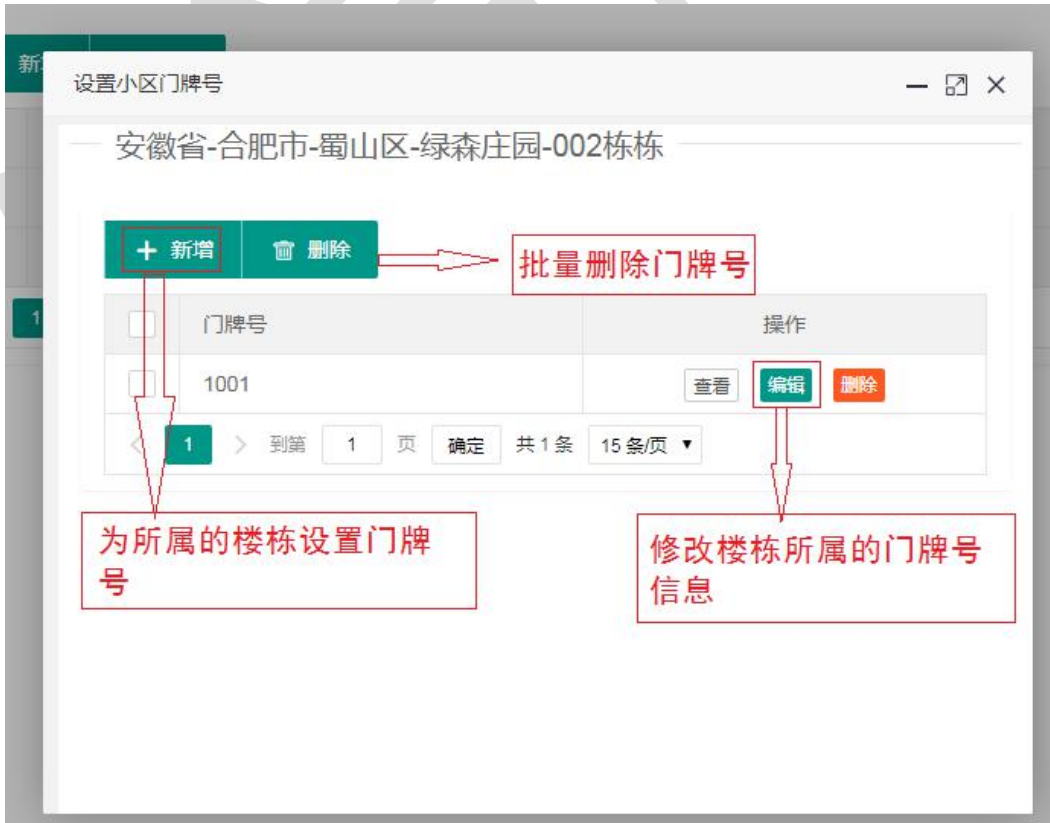 新
设置小区门牌号
安徽省-合肥市-蜀山区-绿森庄园-002栋栋
新增 删除
批量删除门牌号
门牌号 操作
1001 查看 编辑 删除
1
1 到第 1 页 确定 共 1 条 15 条/页
为所属的楼栋设置门牌
号
修改楼栋所属的门牌号
信息